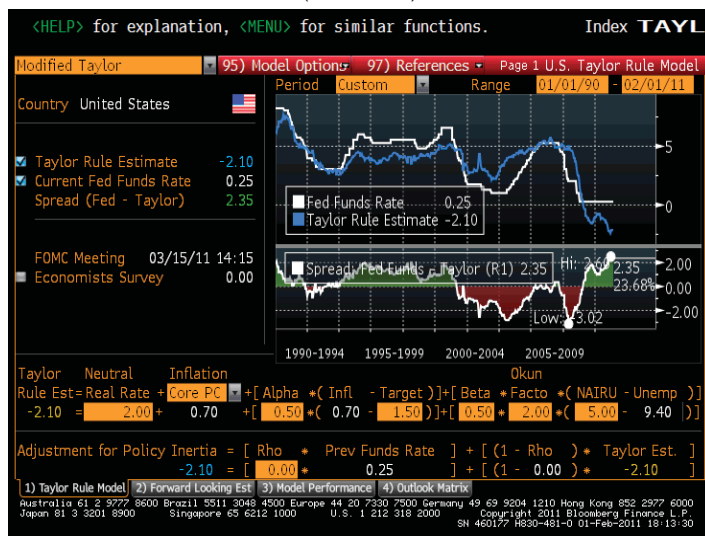 <HELP> for explanation, <MENU> for similar functions. Index TAYL
Modified Taylor 95) Model Options 97) References Page 1 U.S. Taylor Rule Model
Period Custom Range 01/01/90 - 02/01/11
Country United States
Taylor Rule Estimate -2.10
Current Fed Funds Rate 0.25
Spread (Fed - Taylor) 2.35
5
Fed Funds Rate 0.25
Taylor Rule Estimate -2.10
0
FOMC Meeting 03/15/11 14:15
Economists Survey 0.00
Spread Fed Funds - Taylor (R1) 2.35 Hi: 2.35
2.00
23.68%
0.00
-2.00
Low: -3.02
1990-1994 1995-1999 2000-2004 2005-2009
Taylor Neutral Inflation Okun
Rule Est= Real Rate + Core PC +[ Alpha *( Infl - Target )]+[ Beta * Facto *( NAIRU - Unemp )]
-2.10 = 2.00 + 0.70 +[ 0.50 *( 0.70 - 1.50 )]+[ 0.50 * 2.00 *( 5.00 - 9.40 )]
Adjustment for Policy Inertia = [ Rho * Prev Funds Rate ] + [ (1 - Rho ) * Taylor Est. ]
-2.10 = [ 0.00 * 0.25 ] + [ (1 - 0.00 ) * -2.10 ]
1) Taylor Rule Model 2) Forward Looking Est 3) Model Performance 4) Outlook Matrix
Australia 61 2 9777 8600 Brazil 5511 3048 4500 Europe 44 20 7330 7500 Germany 49 69 9204 1210 Hong Kong 852 2977 6000
Japan 81 3 3201 8900 Singapore 65 6212 1000 U.S. 1 212 318 2000 Copyright 2011 Bloomberg Finance L.P.
SN 460177 H830-481-0 01-Feb-2011 18:13:30